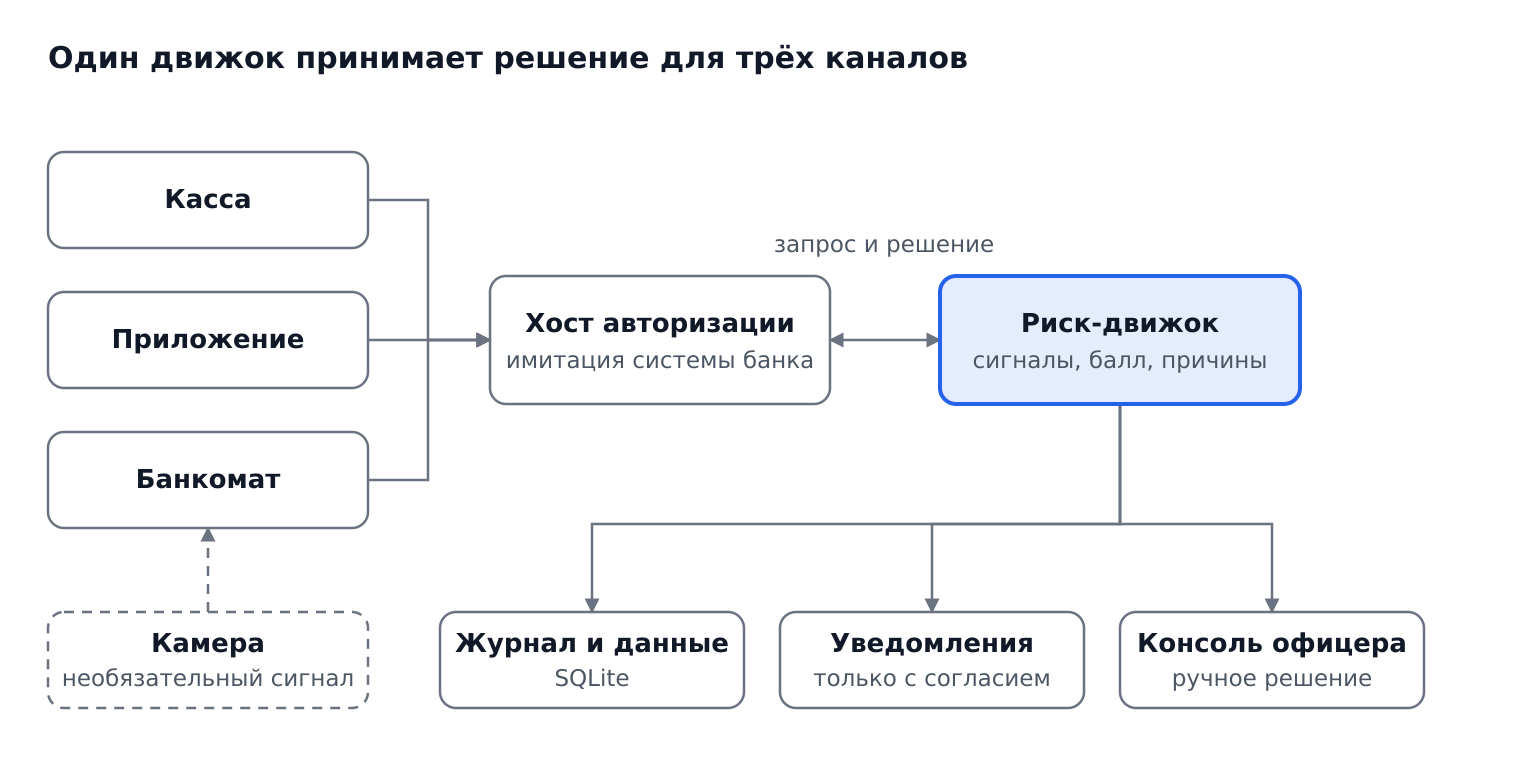 Один движок принимает решение для трёх каналов
Касса
Приложение
Банкомат
Камера
необязательный сигнал
запрос и решение
Хост авторизации
имитация системы банка
Риск-движок
сигналы, балл, причины
Журнал и данные
SQLite
Уведомления
только с согласием
Консоль офицера
ручное решение